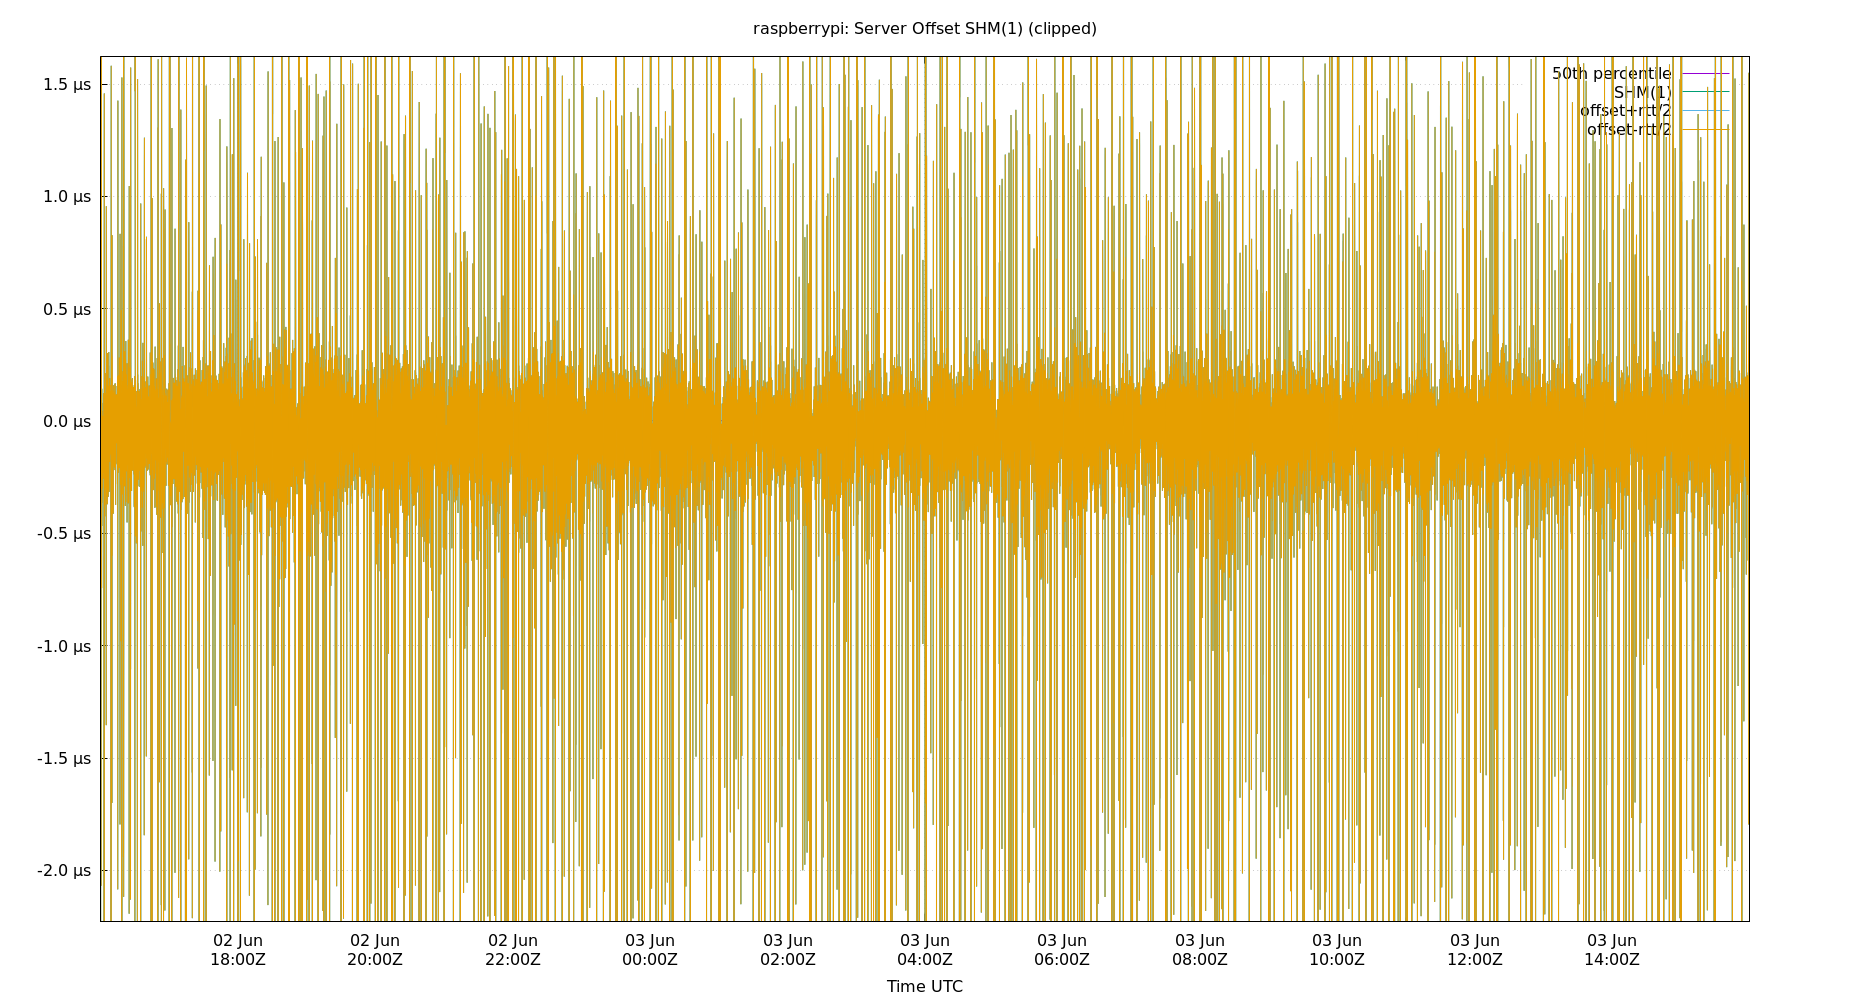 raspberrypi: Server Offset SHM(1) (clipped)
1.5 µs
1.0 µs
0.5 µs
0.0 µs
-0.5 µs
-1.0 µs
-1.5 µs
-2.0 µs
50th percentile
SHM(1)
offset+rtt/2
offset-rtt/2
02 Jun 02 Jun 02 Jun 03 Jun 03 Jun 03 Jun 03 Jun 03 Jun 03 Jun 03 Jun 03 Jun
18:00Z 20:00Z 22:00Z 00:00Z 02:00Z 04:00Z 06:00Z 08:00Z 10:00Z 12:00Z 14:00Z
Time UTC